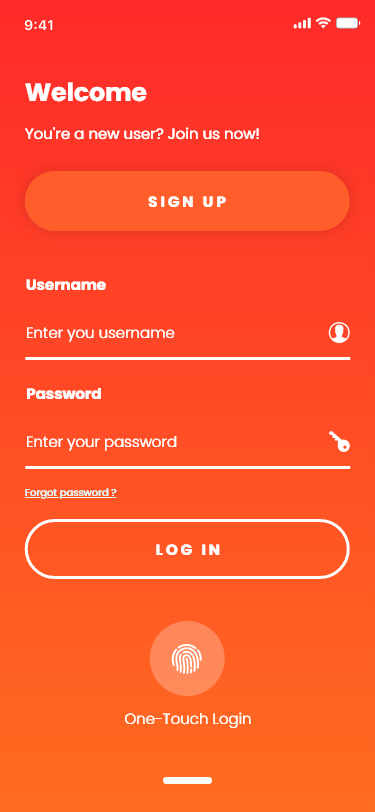 9:41
Welcome
You're a new user? Join us now!
SIGN UP
Username
Enter you username
Password
Enter your password
Forgot password ?
LOG IN
One-Touch Login